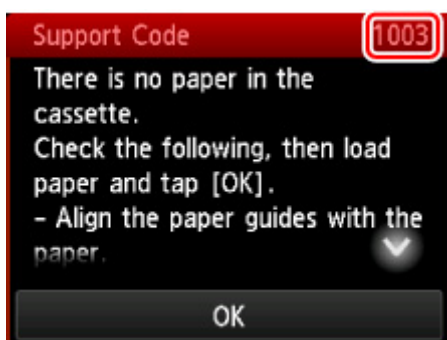 Support Code 1003
There is no paper in the
cassette.
Check the following, then load
paper and tap [OK].
- Align the paper guides with the
paper.
OK